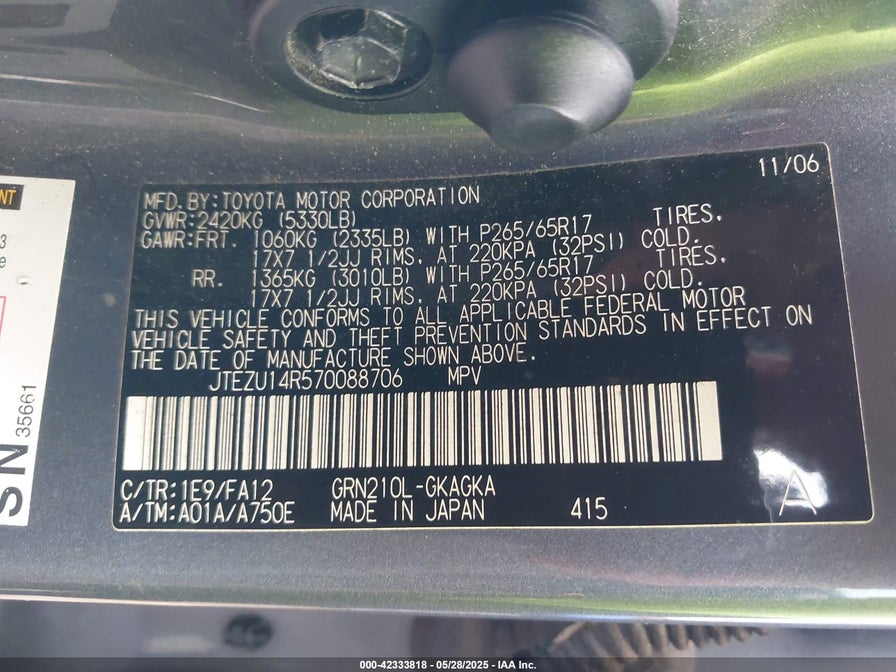 11/06
MFD. BY: TOYOTA MOTOR CORPORATION
GVWR: 2420KG (5330LB)
GAWR: FRT. 1060KG (2335LB) WITH P265/65R17 TIRES,
17X7 1/2JJ RIMS, AT 220KPA (32PSI) COLD.
RR. 1365KG (3010LB) WITH P265/65R17 TIRES,
17X7 1/2JJ RIMS, AT 220KPA (32PSI) COLD.
THIS VEHICLE CONFORMS TO ALL APPLICABLE FEDERAL MOTOR
VEHICLE SAFETY AND THEFT PREVENTION STANDARDS IN EFFECT ON
THE DATE OF MANUFACTURE SHOWN ABOVE.
JTEZU14R570088706 MPV
C/TR: 1E9/FA12 GRN210L-GKAGKA
A/TM: A01A/A750E MADE IN JAPAN 415 A
NT
3
e
SN 35661
000-42333818 - 05/28/2025 - IAA Inc.